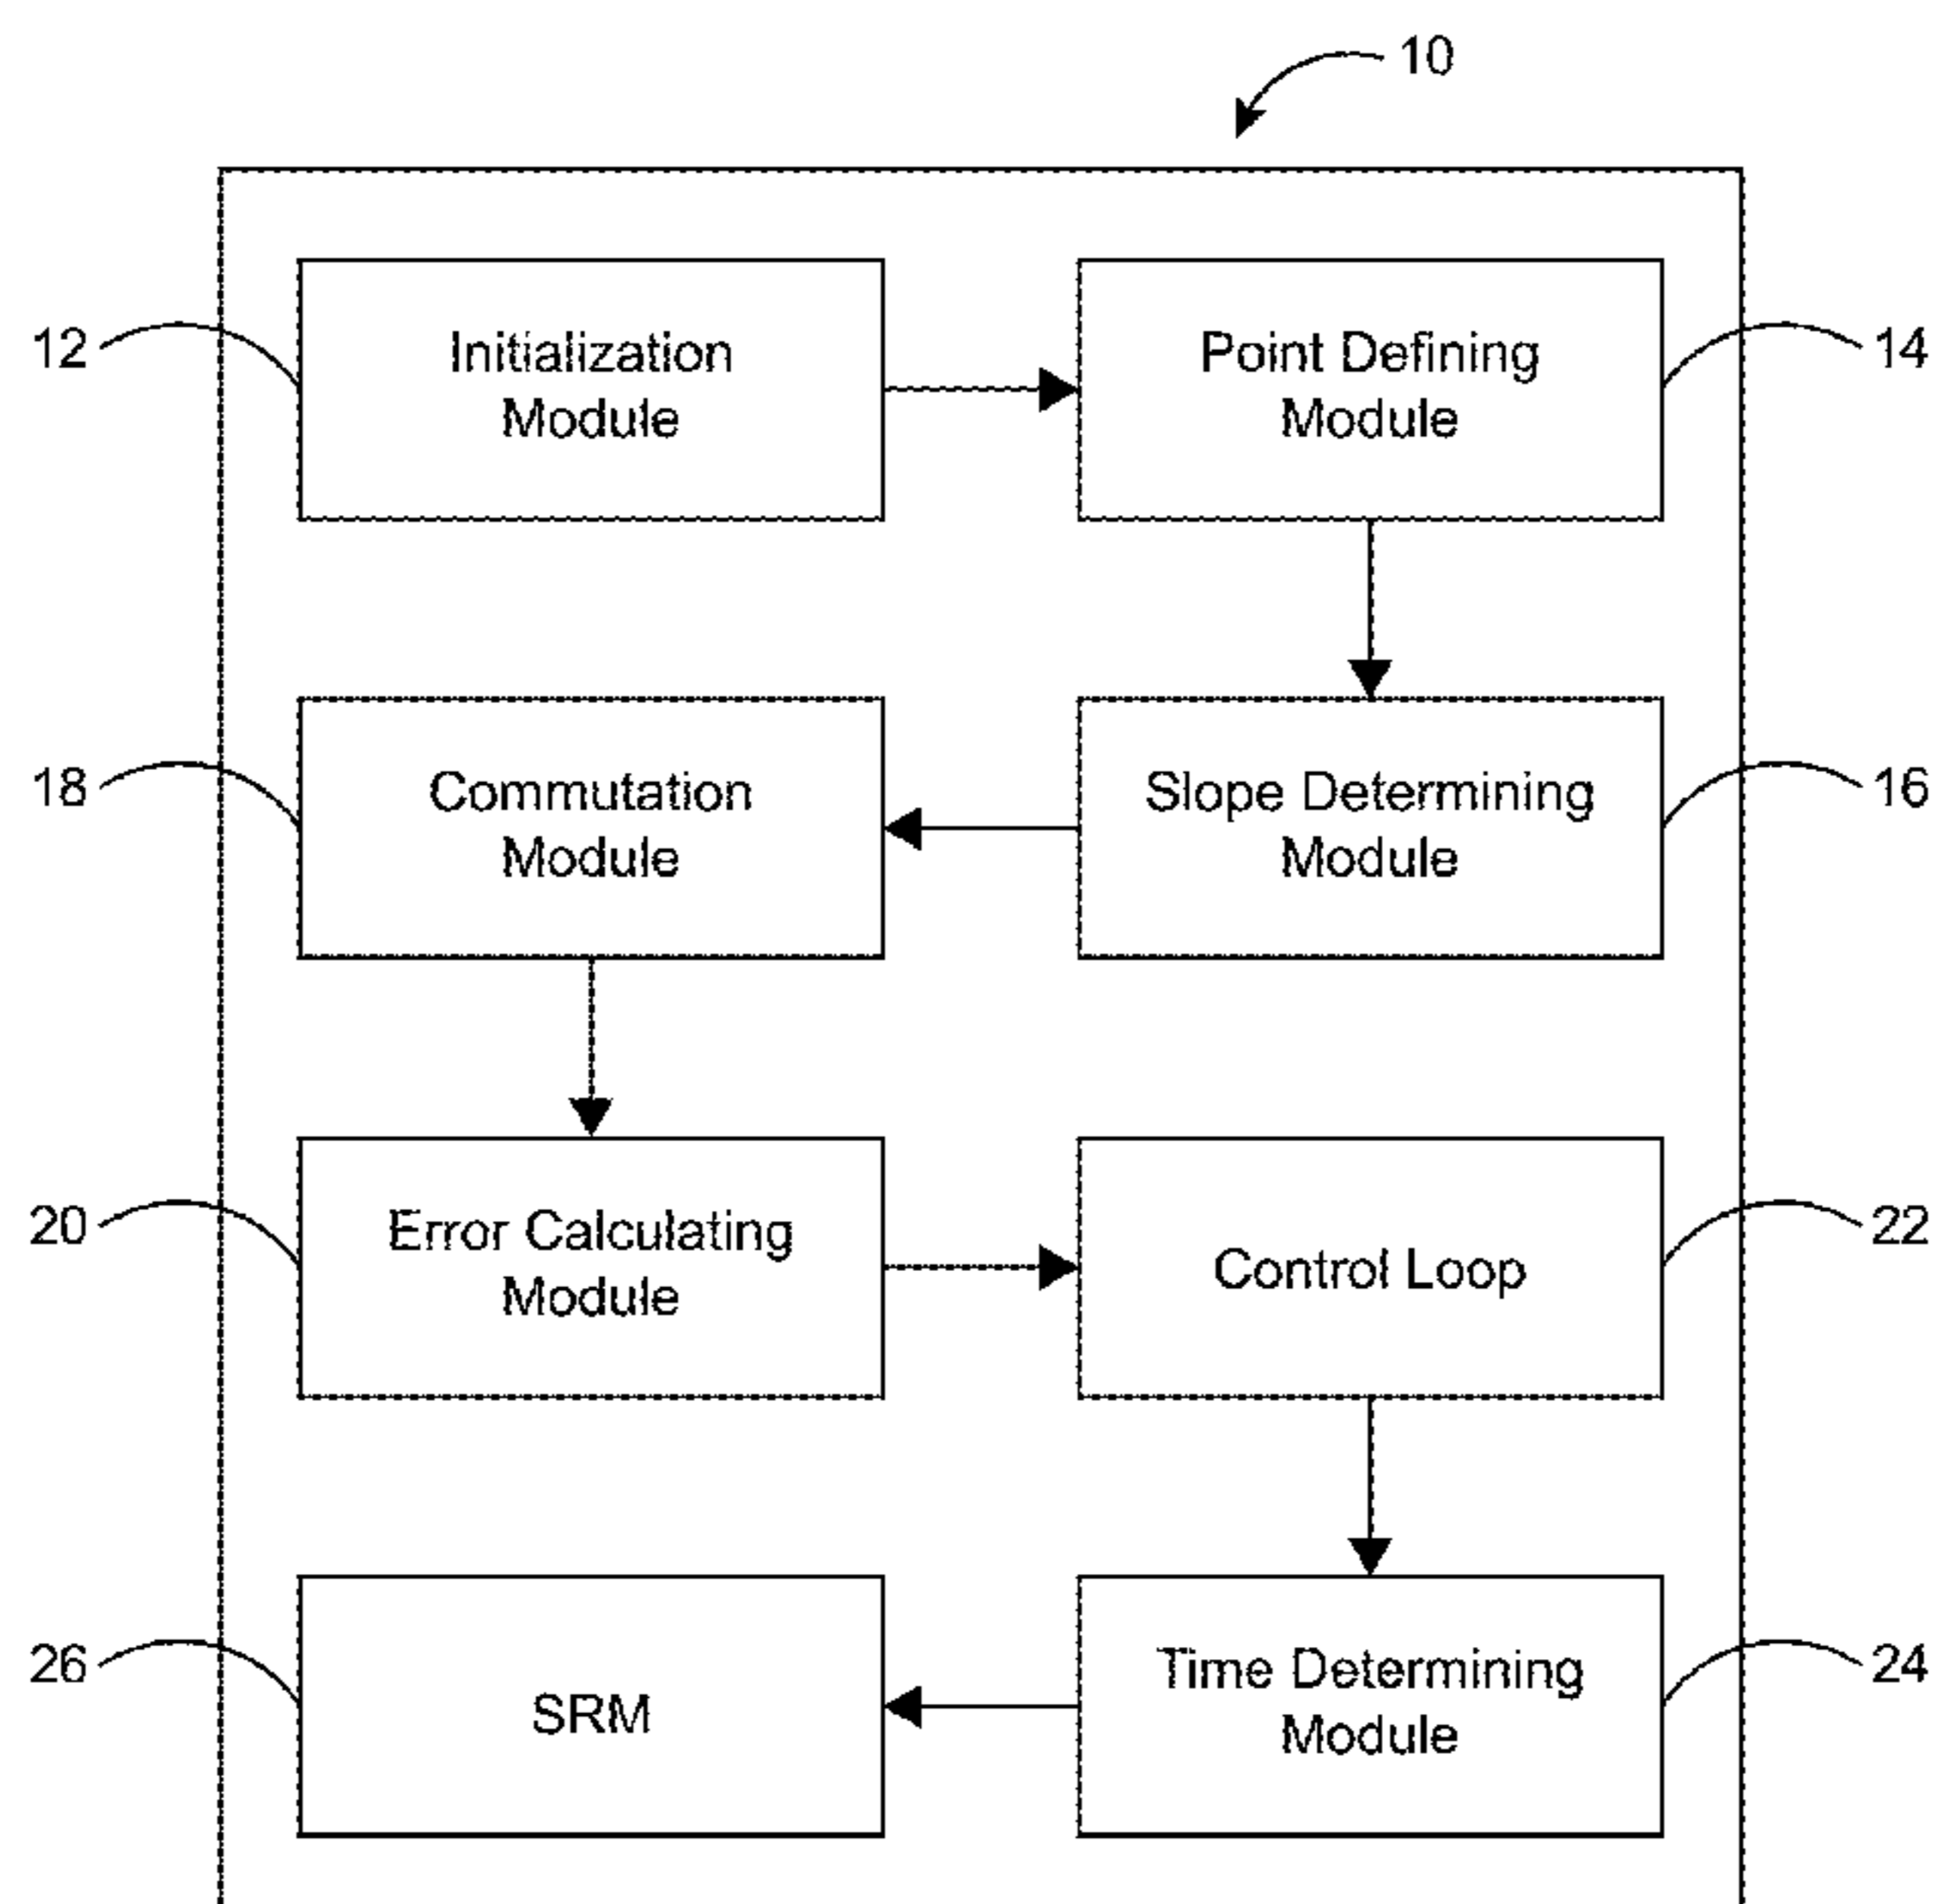 10
12
Initialization
Module
Point Defining
Module
14
18
Commutation
Module
Slope Determining
Module
16
20
Error Calculating
Module
Control Loop
22
26
SRM
Time Determining
Module
24